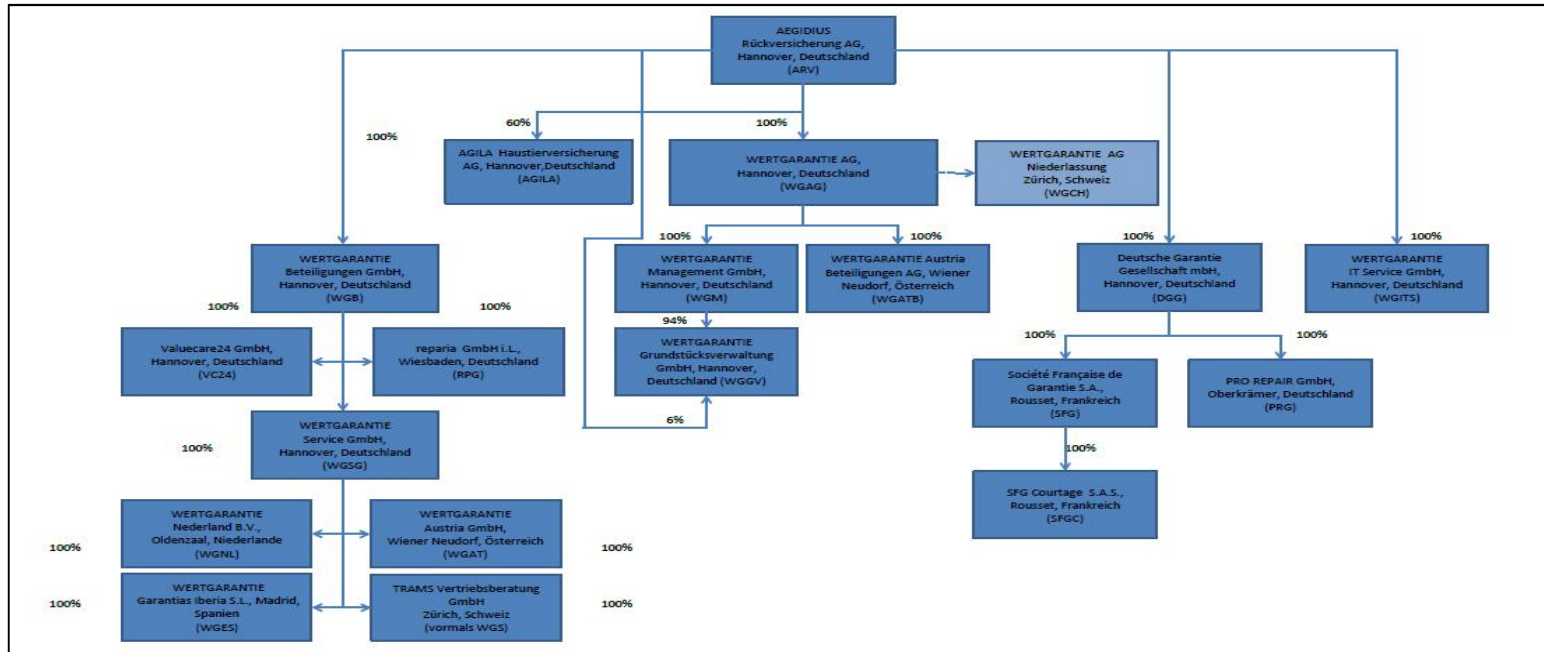 AEGIDIUS
Rückversicherung AG,
Hannover, Deutschland
(ARV)
60%
100%
100%
AGILA Haustierversicherung
AG, Hannover,Deutschland
(AGILA)
WERTGARANTIE AG,
Hannover, Deutschland
(WGAG)
WERTGARANTIE AG
Niederlassung
Zürich, Schweiz
(WGCH)
100%
100%
100%
100%
WERTGARANTIE
Beteiligungen GmbH,
Hannover, Deutschland
(WGB)
WERTGARANTIE
Management GmbH,
Hannover, Deutschland
(WGM)
WERTGARANTIE Austria
Beteiligungen AG, Wiener
Neudorf, Österreich
(WGATB)
Deutsche Garantie
Gesellschaft mbH,
Hannover, Deutschland
(DGG)
WERTGARANTIE
IT Service GmbH,
Hannover, Deutschland
(WGITS)
100%
100%
94%
100%
100%
Valuecare24 GmbH,
Hannover, Deutschland
(VC24)
reparia GmbH i.L.,
Wiesbaden, Deutschland
(RPG)
WERTGARANTIE
Grundstücksverwaltung
GmbH, Hannover,
Deutschland (WGGV)
Société Française de
Garantie S.A.,
Rousset, Frankreich
(SFG)
PRO REPAIR GmbH,
Oberkrämer, Deutschland
(PRG)
6%
100%
WERTGARANTIE
Service GmbH,
Hannover, Deutschland
(WGSG)
100%
SFG Courtage S.A.S.,
Rousset, Frankreich
(SFGC)
WERTGARANTIE
Nederland B.V.,
Oldenzaal, Niederlande
(WGNL)
WERTGARANTIE
Austria GmbH,
Wiener Neudorf, Österreich
(WGAT)
100%
100%
WERTGARANTIE
Garantias Iberia S.L., Madrid,
Spanien
(WGES)
TRAMS Vertriebsberatung
GmbH
Zürich, Schweiz
(vormals WGS)
100%
100%